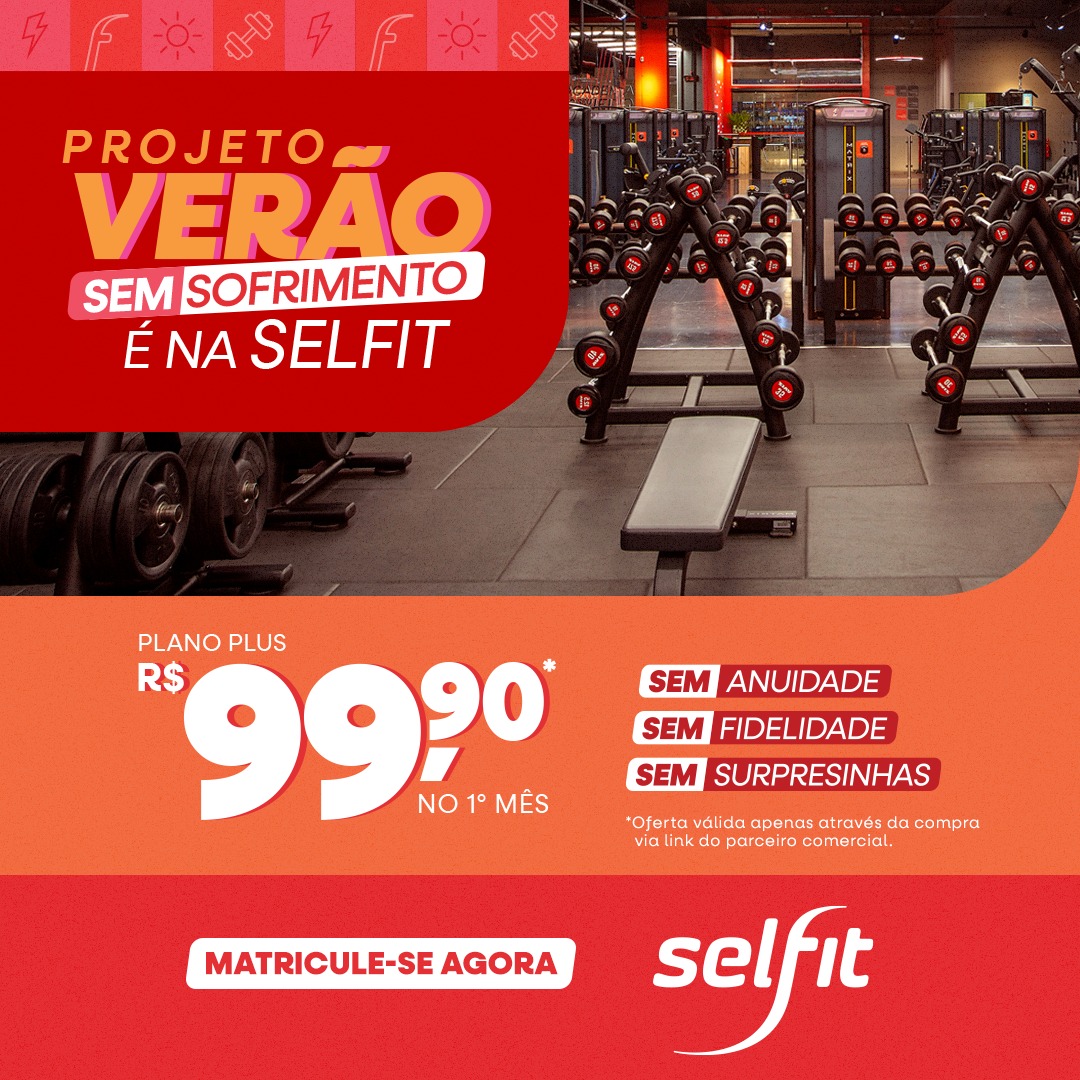 PROJETO
VERÃO
SEM SOFRIMENTO
É NA SELFIT
MATRIX
PLANO PLUS
R$ 99,90*
NO 1º MÊS
SEM ANUIDADE
SEM FIDELIDADE
SEM SURPRESINHAS
*Oferta válida apenas através da compra
via link do parceiro comercial.
MATRICULE-SE AGORA
selfit